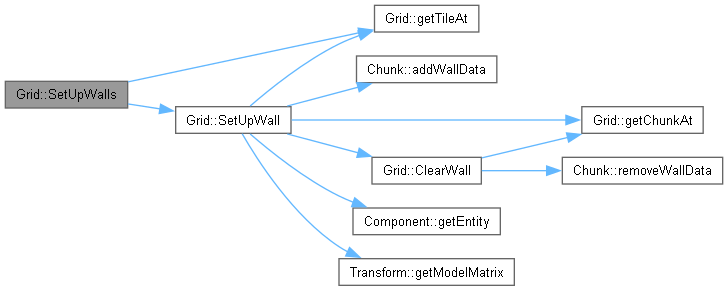 Grid::getTileAt
Chunk::addWallData
Grid::SetUpWalls
Grid::SetUpWall
Grid::getChunkAt
Grid::ClearWall
Chunk::removeWallData
Component::getEntity
Transform::getModelMatrix